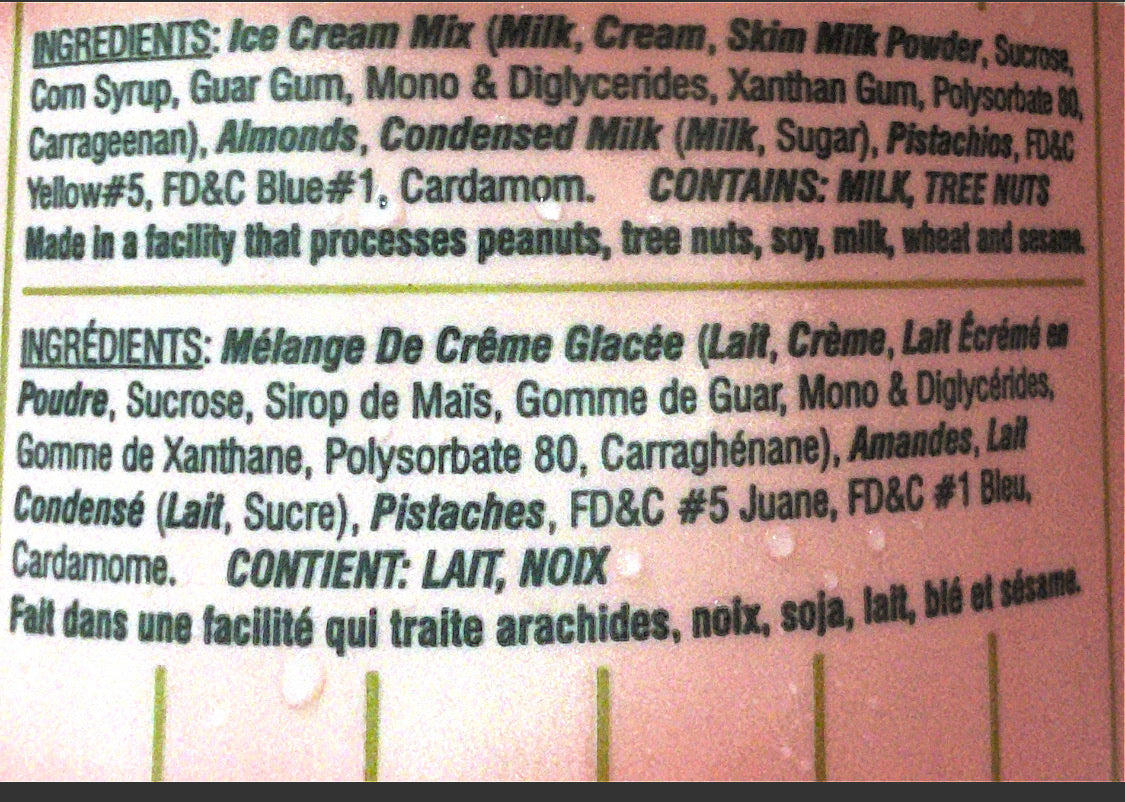 INGREDIENTS: Ice Cream Mix (Milk, Cream, Skim Milk Powder, Sucrose,
Corn Syrup, Guar Gum, Mono & Diglycerides, Xanthan Gum, Polysorbate 80,
Carrageenan), Almonds, Condensed Milk (Milk, Sugar), Pistachios, FD&C
Yellow#5, FD&C Blue#1, Cardamom. CONTAINS: MILK, TREE NUTS
Made in a facility that processes peanuts, tree nuts, soy, milk, wheat and sesame.
INGRÉDIENTS: Mélange De Crême Glacée (Lait, Crème, Lait Écrémé en
Poudre, Sucrose, Sirop de Maïs, Gomme de Guar, Mono & Diglycérides,
Gomme de Xanthane, Polysorbate 80, Carraghénane), Amandes, Lait
Condensé (Lait, Sucre), Pistaches, FD&C #5 Juane, FD&C #1 Bleu,
Cardamome. CONTIENT: LAIT, NOIX
Fait dans une facilité qui traite arachides, noix, soja, lait, blé et sésame.